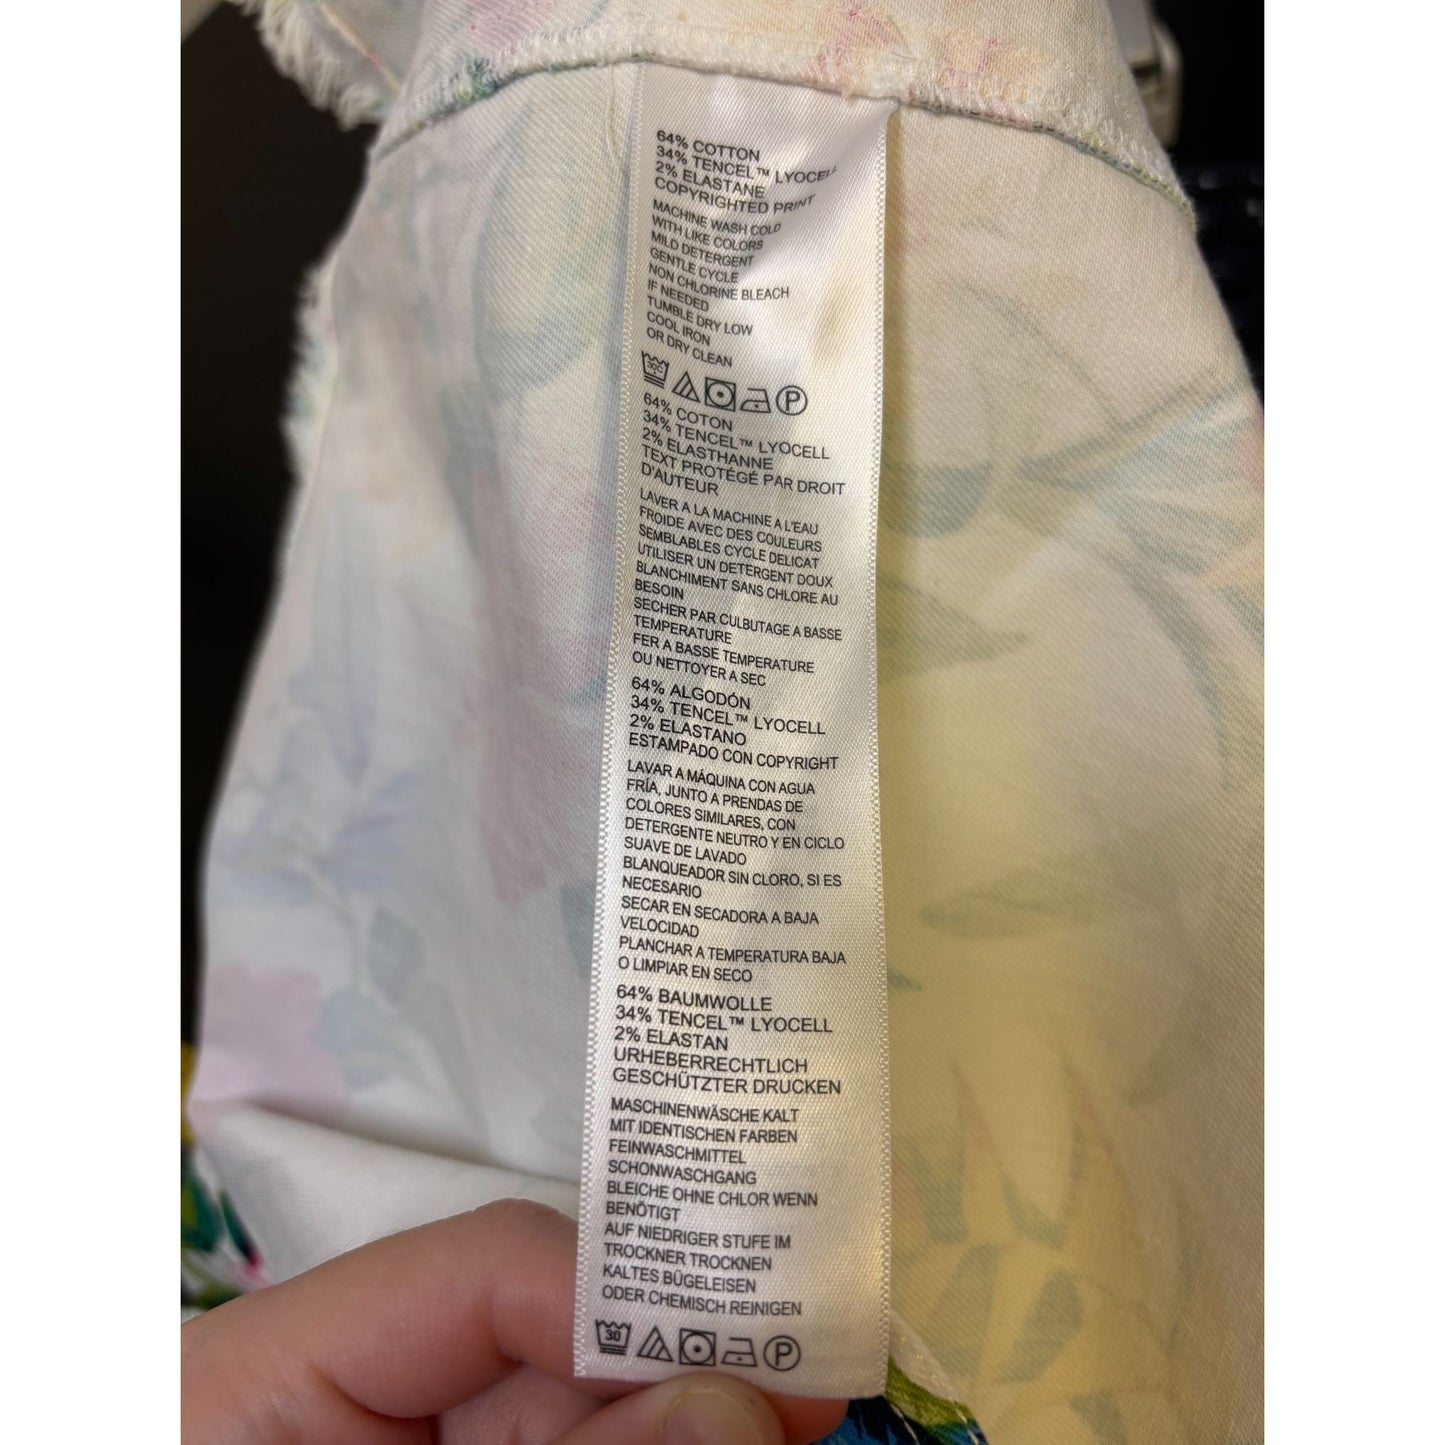 64% COTTON
34% TENCEL™ LYOCELL
2% ELASTANE
COPYRIGHTED PRINT
MACHINE WASH COLD
WITH LIKE COLORS
MILD DETERGENT
GENTLE CYCLE
NON CHLORINE BLEACH
IF NEEDED
TUMBLE DRY LOW
COOL IRON
OR DRY CLEAN
30C P
64% COTON
34% TENCEL™ LYOCELL
2% ELASTHANNE
TEXT PROTÉGÉ PAR DROIT
D'AUTEUR
LAVER A LA MACHINE A L'EAU
FROIDE AVEC DES COULEURS
SEMBLABLES CYCLE DELICAT
UTILISER UN DETERGENT DOUX
BLANCHIMENT SANS CHLORE AU
BESOIN
SECHER PAR CULBUTAGE A BASSE
TEMPERATURE
FER A BASSE TEMPERATURE
OU NETTOYER A SEC
64% ALGODÓN
34% TENCEL™ LYOCELL
2% ELASTANO
ESTAMPADO CON COPYRIGHT
LAVAR A MÁQUINA CON AGUA
FRÍA, JUNTO A PRENDAS DE
COLORES SIMILARES, CON
DETERGENTE NEUTRO Y EN CICLO
SUAVE DE LAVADO
BLANQUEADOR SIN CLORO, SI ES
NECESARIO
SECAR EN SECADORA A BAJA
VELOCIDAD
PLANCHAR A TEMPERATURA BAJA
O LIMPIAR EN SECO
64% BAUMWOLLE
34% TENCEL™ LYOCELL
2% ELASTAN
URHEBERRECHTLICH
GESCHÜTZTER DRUCKEN
MASCHINENWÄSCHE KALT
MIT IDENTISCHEN FARBEN
FEINWASCHMITTEL
SCHONWASCHGANG
BLEICHE OHNE CHLOR WENN
BENÖTIGT
AUF NIEDRIGER STUFE IM
TROCKNER TROCKNEN
KALTES BÜGELEISEN
ODER CHEMISCH REINIGEN
30 P